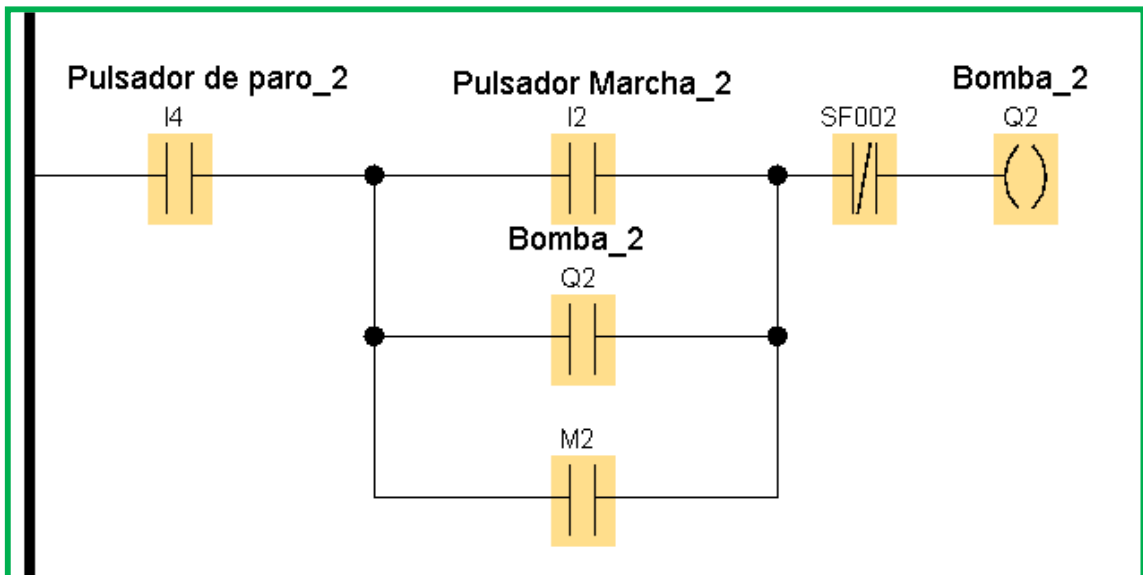 Pulsador de paro_2
I4
Pulsador Marcha_2
I2
SF002
Bomba_2
Q2
Bomba_2
Q2
M2